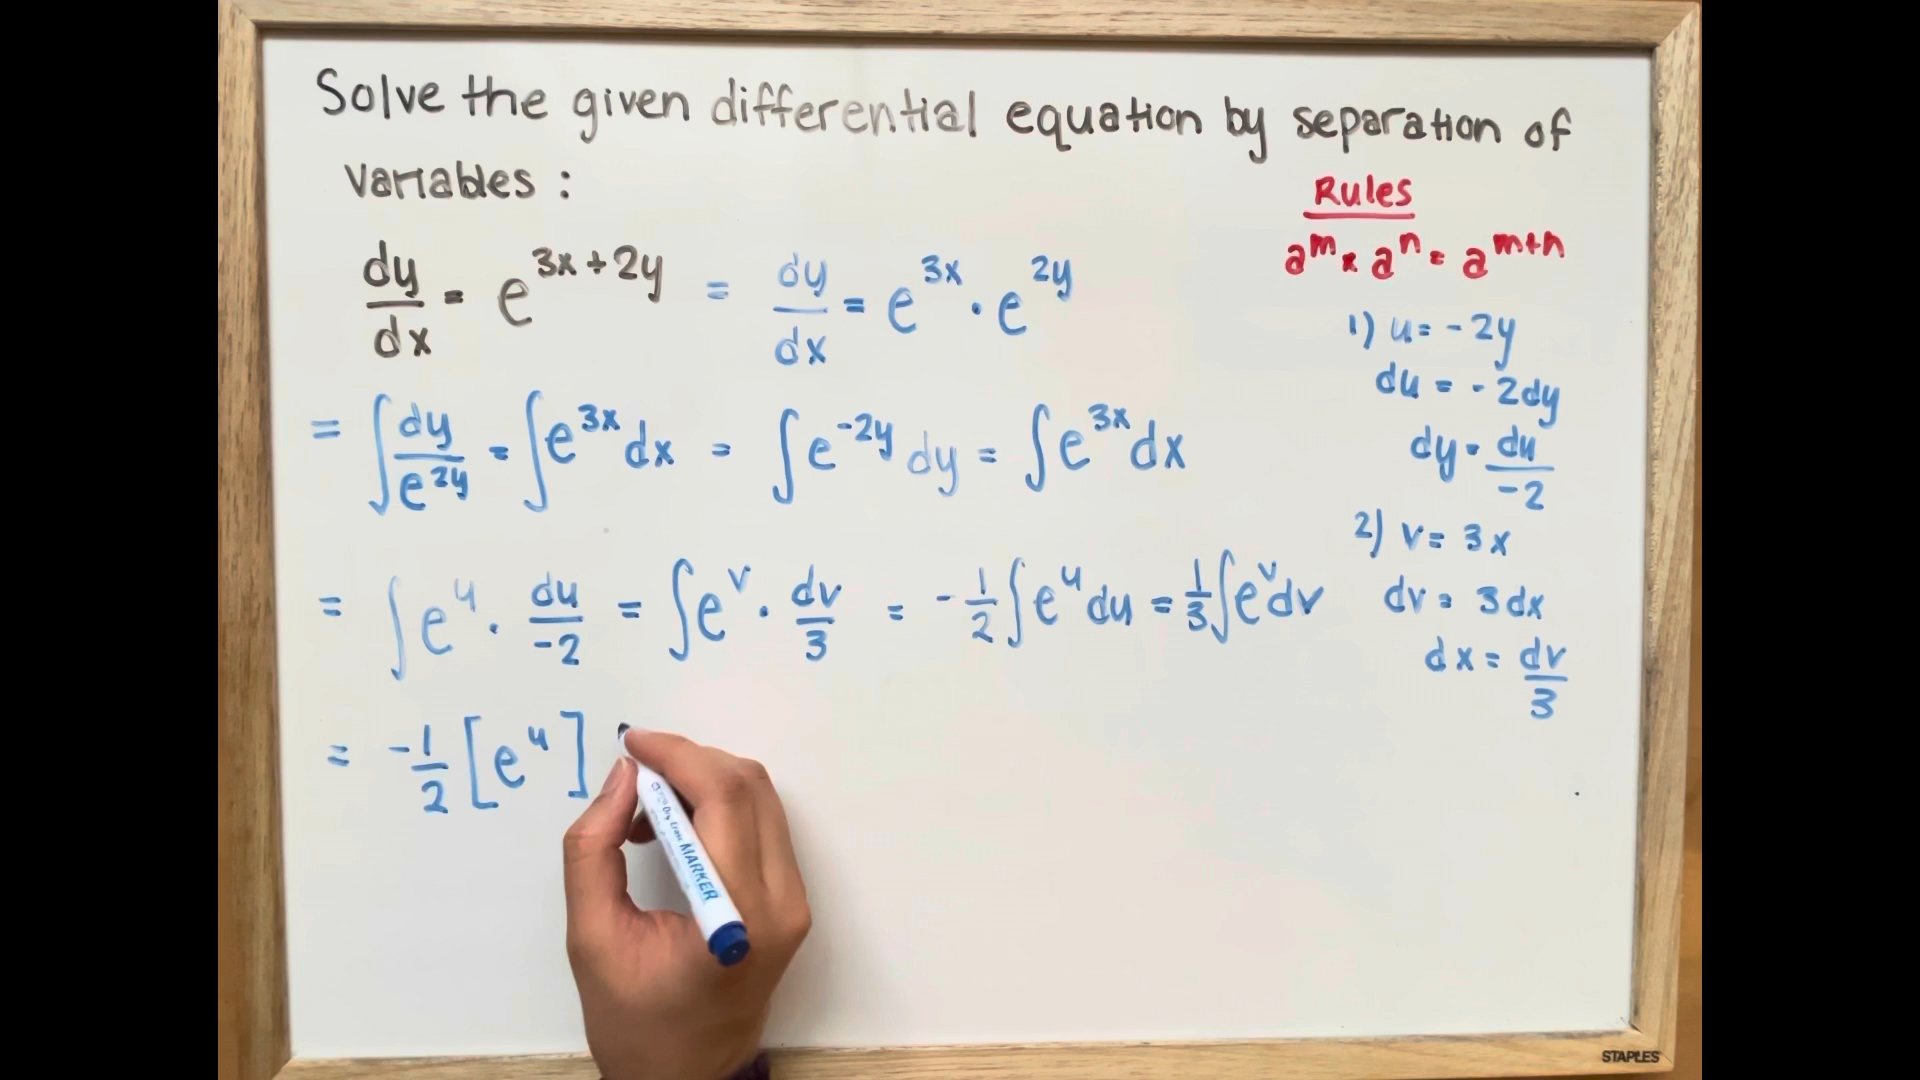 Solve the given differential equation by separation of
variables :
Rules
a^m × a^n = a^{m+n}
dy/dx = e^{3x+2y} = dy/dx = e^{3x} · e^{2y}
= ∫ dy/e^{2y} = ∫ e^{3x} dx = ∫ e^{-2y} dy = ∫ e^{3x} dx
= ∫ e^u · du/-2 = ∫ e^v · dv/3 = -1/2 ∫ e^u du = 1/3 ∫ e^v dv
= -1/2 [e^u]
1) u = -2y
du = -2dy
dy = du/-2
2) v = 3x
dv = 3dx
dx = dv/3
Dry Erase MARKER
STAPLES